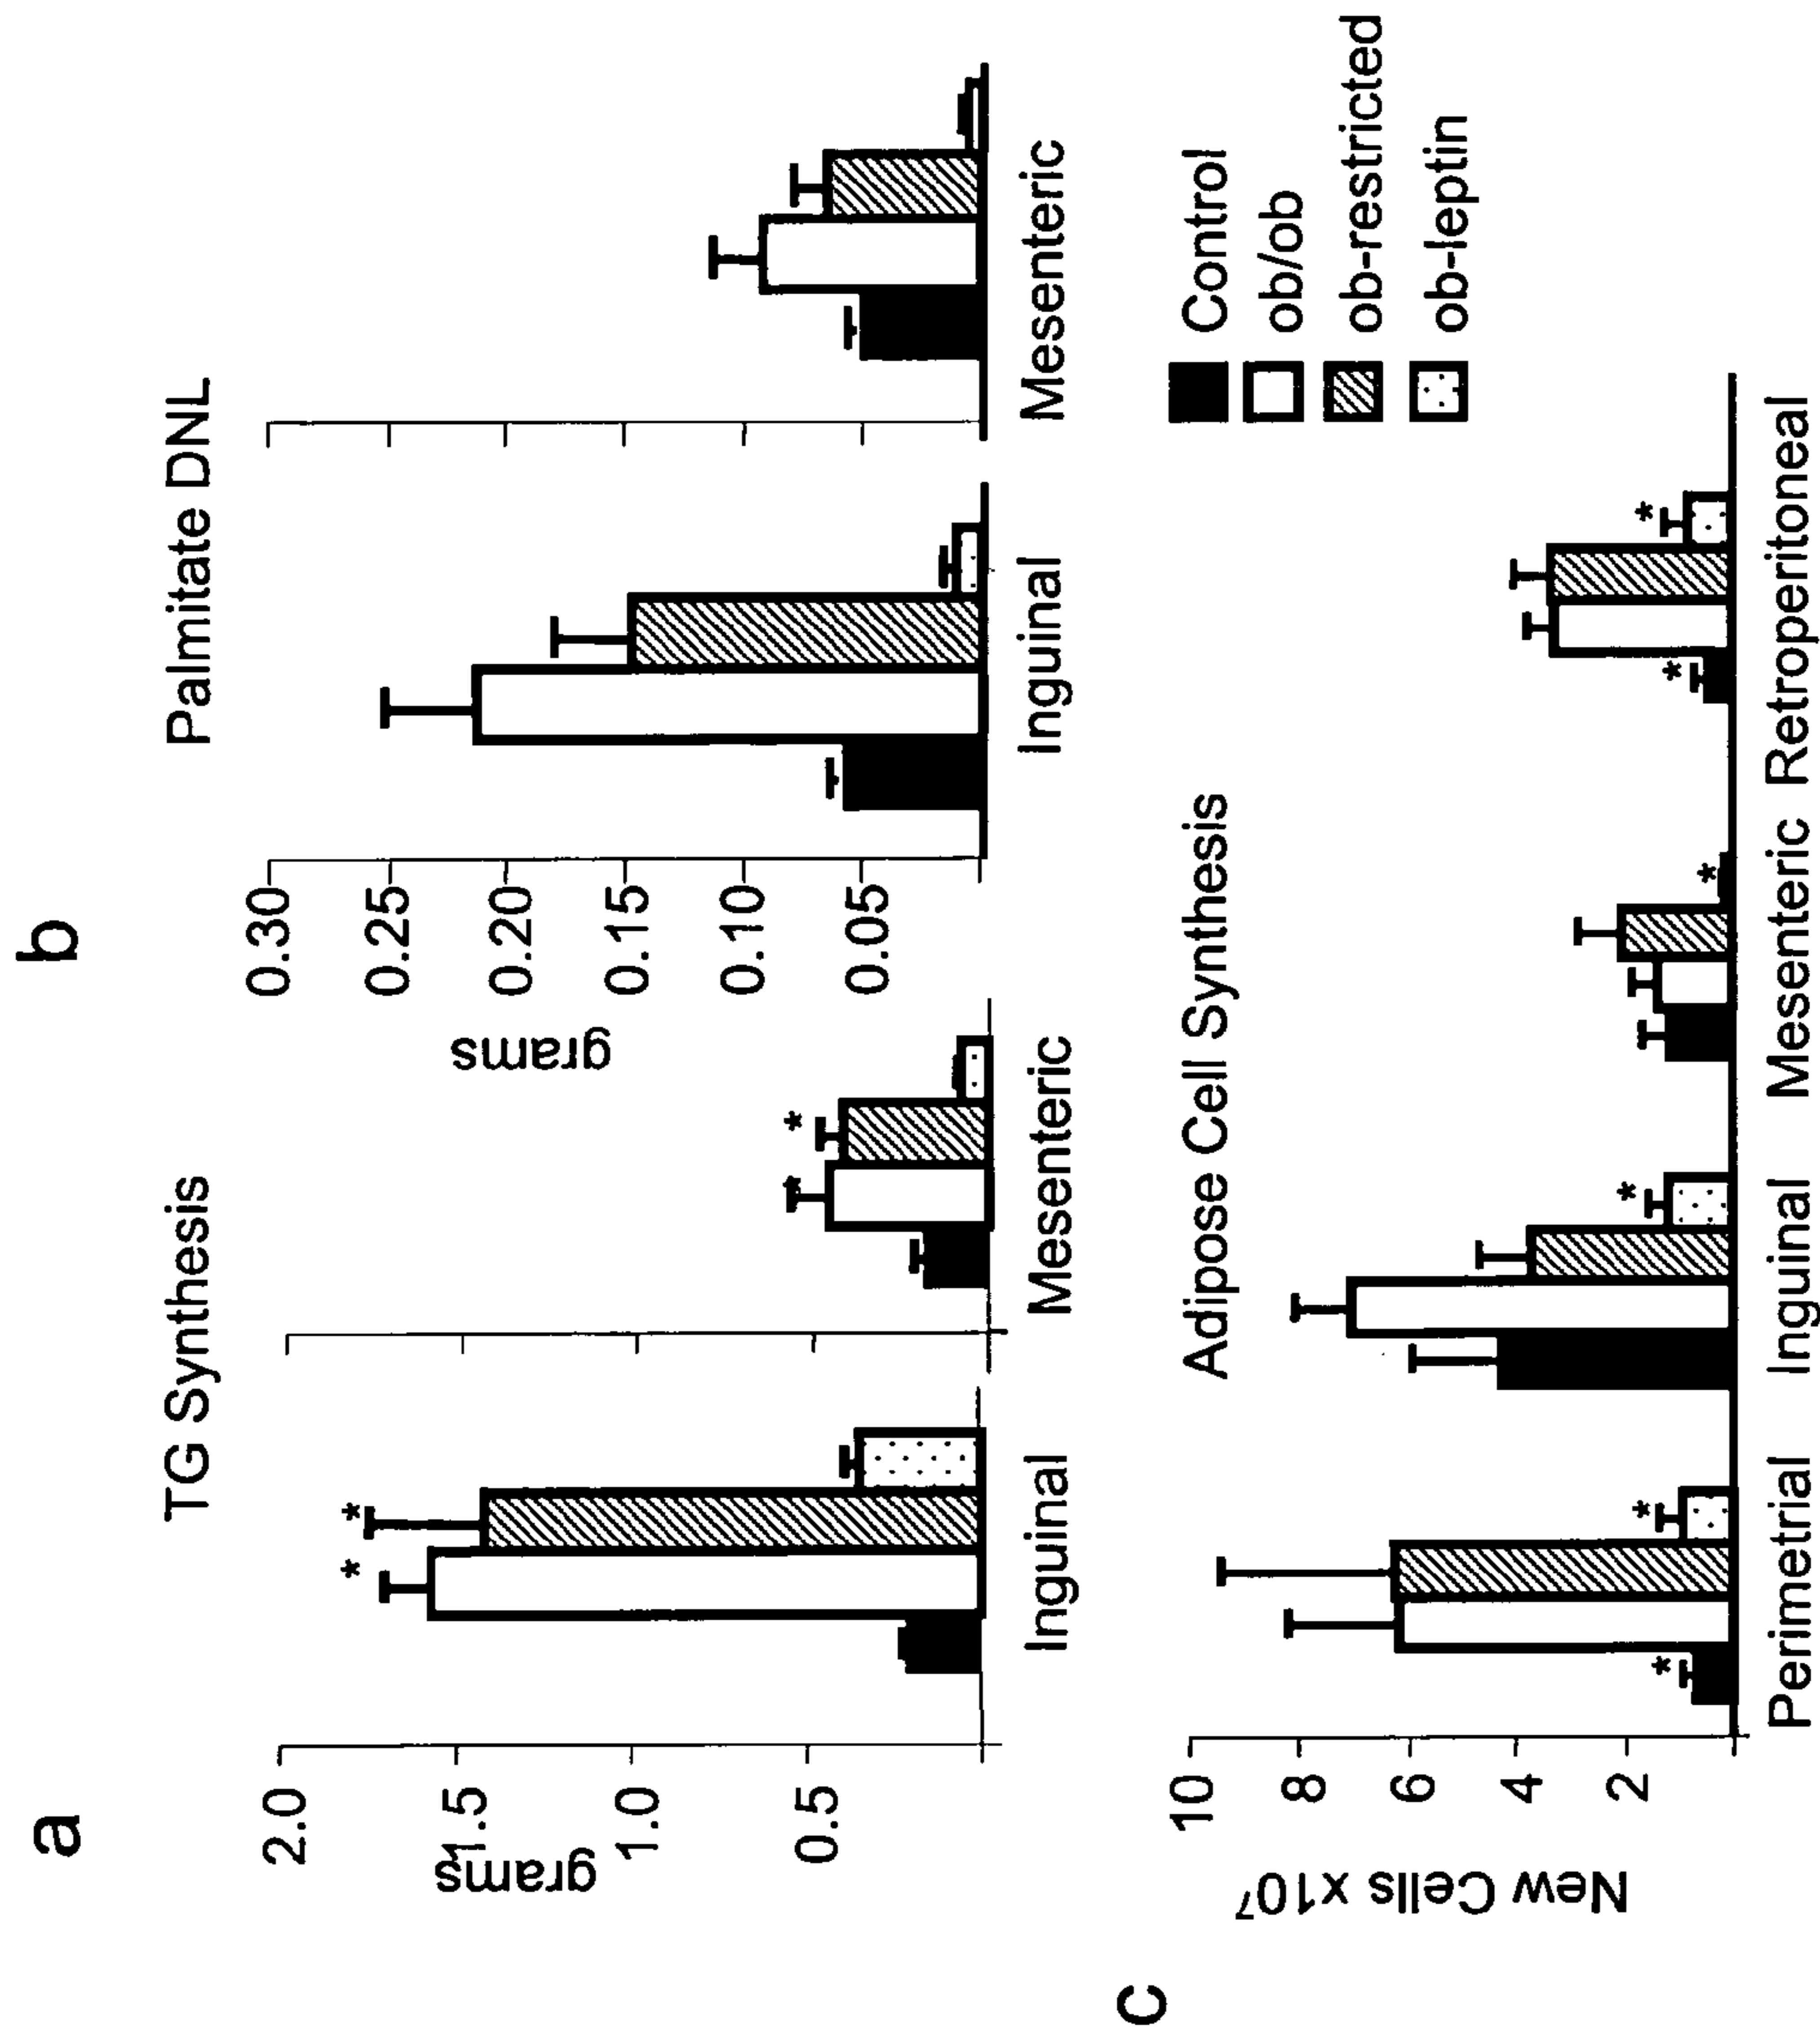 a
TG Synthesis
2.0
1.5
1.0
0.5
grams
*
*
*
*
Inguinal
Mesenteric
b
Palmitate DNL
0.30
0.25
0.20
0.15
0.10
0.05
grams
Inguinal
Mesenteric
c
Adipose Cell Synthesis
10
8
6
4
2
New Cells x10⁷
*
*
*
*
*
*
Perimetrial
Inguinal
Mesenteric
Retroperitoneal
Control
ob/ob
ob-restricted
ob-leptin